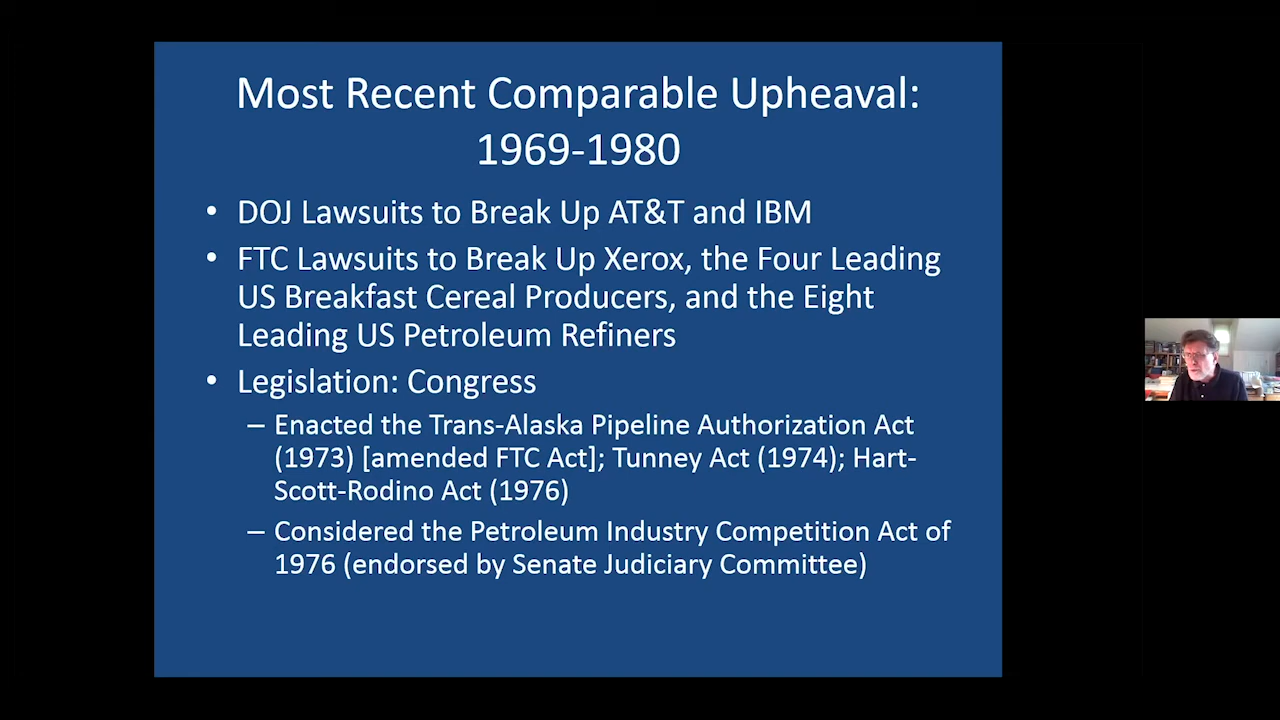 Most Recent Comparable Upheaval:
1969-1980
• DOJ Lawsuits to Break Up AT&T and IBM
• FTC Lawsuits to Break Up Xerox, the Four Leading
US Breakfast Cereal Producers, and the Eight
Leading US Petroleum Refiners
• Legislation: Congress
– Enacted the Trans-Alaska Pipeline Authorization Act
(1973) [amended FTC Act]; Tunney Act (1974); Hart-
Scott-Rodino Act (1976)
– Considered the Petroleum Industry Competition Act of
1976 (endorsed by Senate Judiciary Committee)